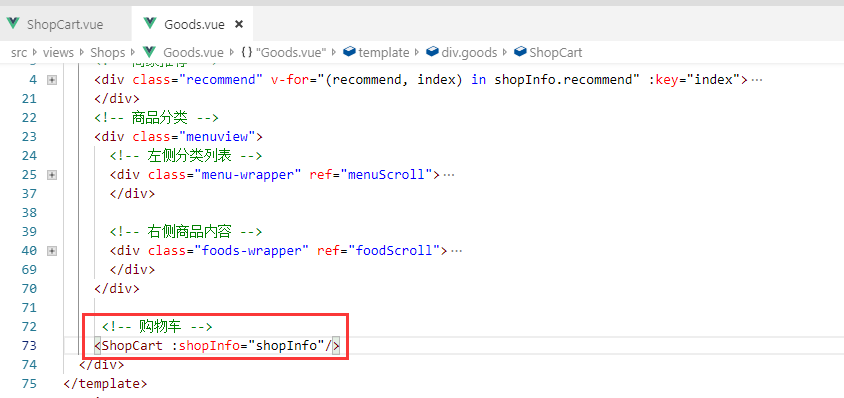 ShopCart.vue Goods.vue ×
src > views > Shops > Goods.vue > {} "Goods.vue" > template > div.goods > ShopCart
4 <div class="recommend" v-for="(recommend, index) in shopInfo.recommend" :key="index">…
21 </div>
22 <!-- 商品分类 -->
23 <div class="menuview">
24 <!-- 左侧分类列表 -->
25 <div class="menu-wrapper" ref="menuScroll">…
37 </div>
38
39 <!-- 右侧商品内容 -->
40 <div class="foods-wrapper" ref="foodScroll">…
69 </div>
70 </div>
71
72 <!-- 购物车 -->
73 <ShopCart :shopInfo="shopInfo"/>
74 </div>
75 </template>